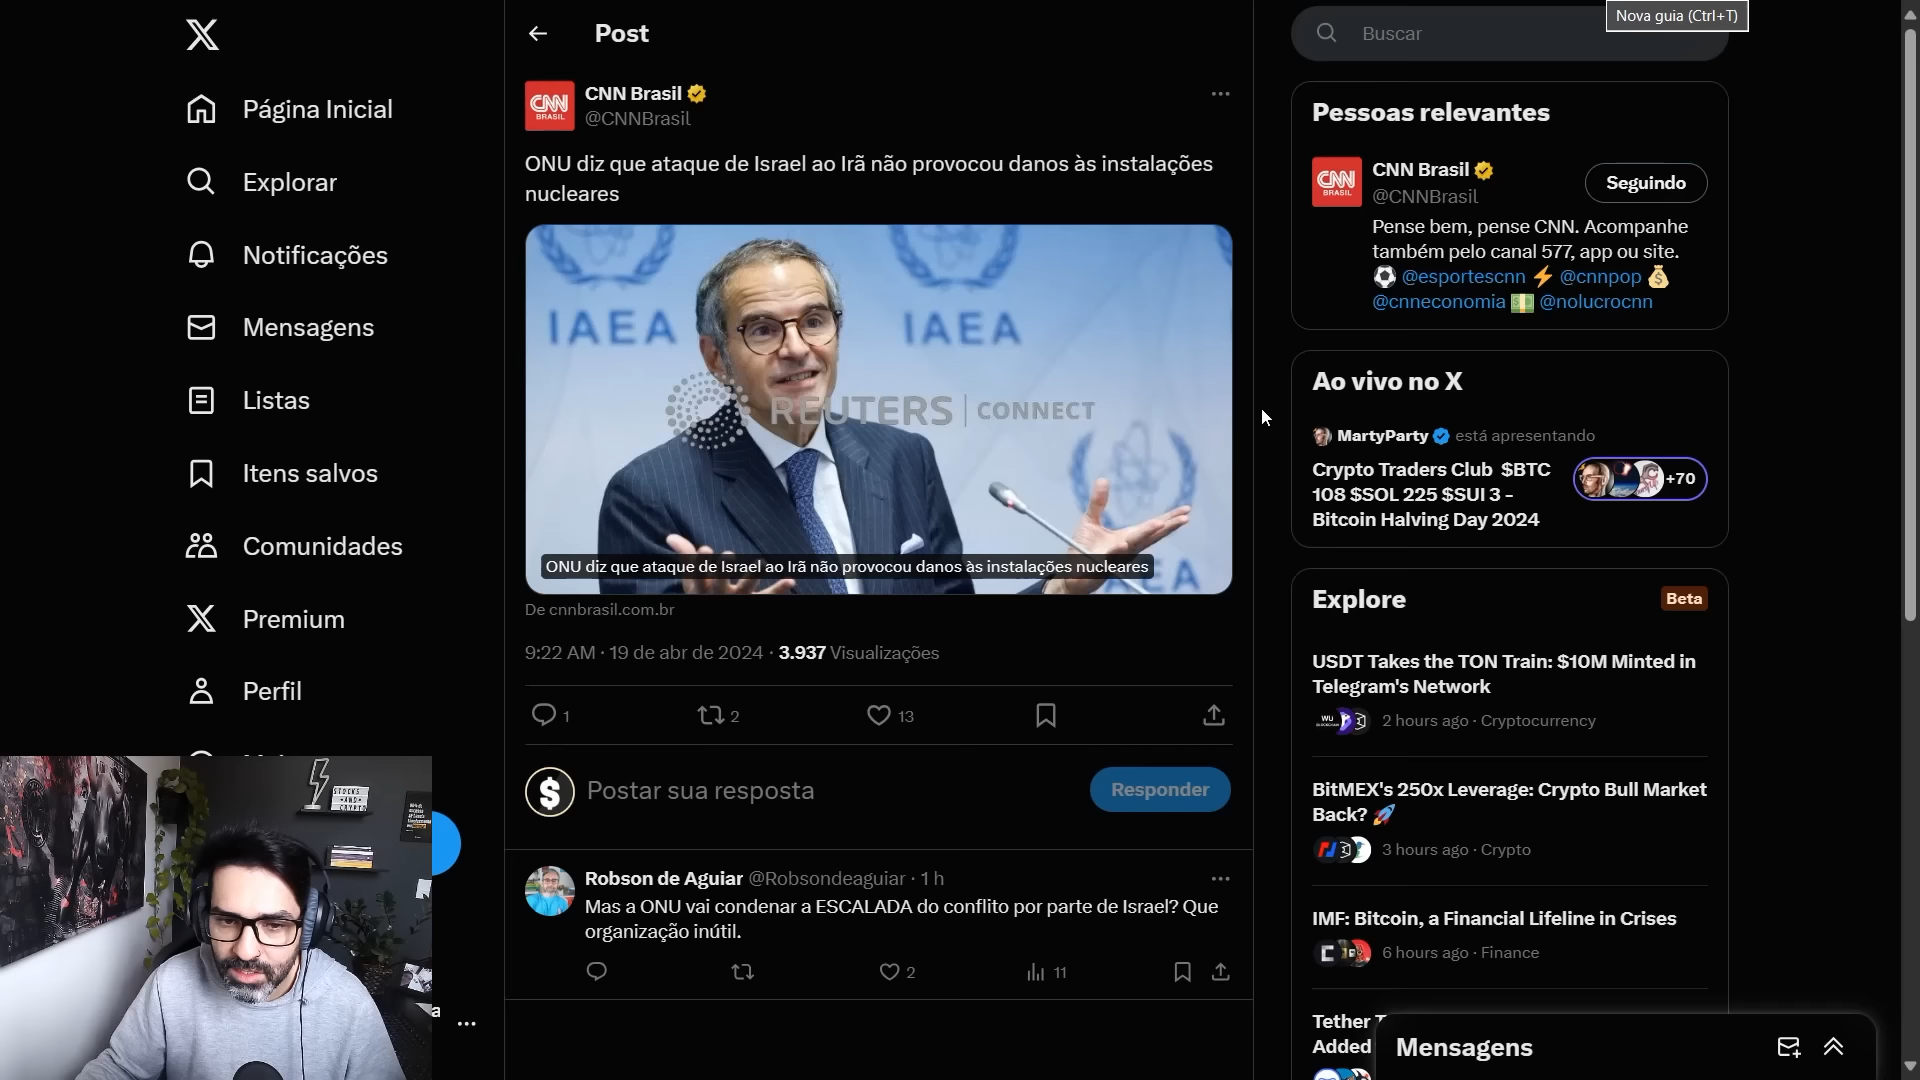 Nova guia (Ctrl+T)
Página Inicial
Explorar
Notificações
Mensagens
Listas
Itens salvos
Comunidades
Premium
Perfil
Post
CNN Brasil
@CNNBrasil
ONU diz que ataque de Israel ao Irã não provocou danos às instalações
nucleares
IAEA
IAEA
REUTERS CONNECT
IAEA
ONU diz que ataque de Israel ao Irã não provocou danos às instalações nucleares
De cnnbrasil.com.br
9:22 AM · 19 de abr de 2024 · 3.937 Visualizações
1
2
13
Postar sua resposta
Responder
Robson de Aguiar @Robsondeaguiar · 1 h
Mas a ONU vai condenar a ESCALADA do conflito por parte de Israel? Que
organização inútil.
2
11
Buscar
Pessoas relevantes
CNN BRASIL
CNN Brasil
@CNNBrasil
Seguindo
Pense bem, pense CNN. Acompanhe
também pelo canal 577, app ou site.
@esportescnn @cnnpop
@cnneconomia @nolucrocnn
Ao vivo no X
MartyParty está apresentando
Crypto Traders Club $BTC
108 $SOL 225 $SUI 3 -
Bitcoin Halving Day 2024
+70
Explore
Beta
USDT Takes the TON Train: $10M Minted in
Telegram's Network
2 hours ago · Cryptocurrency
BitMEX's 250x Leverage: Crypto Bull Market
Back?
3 hours ago · Crypto
IMF: Bitcoin, a Financial Lifeline in Crises
6 hours ago · Finance
Tether
Added
Mensagens
STOCKS
AND
CRYPTO